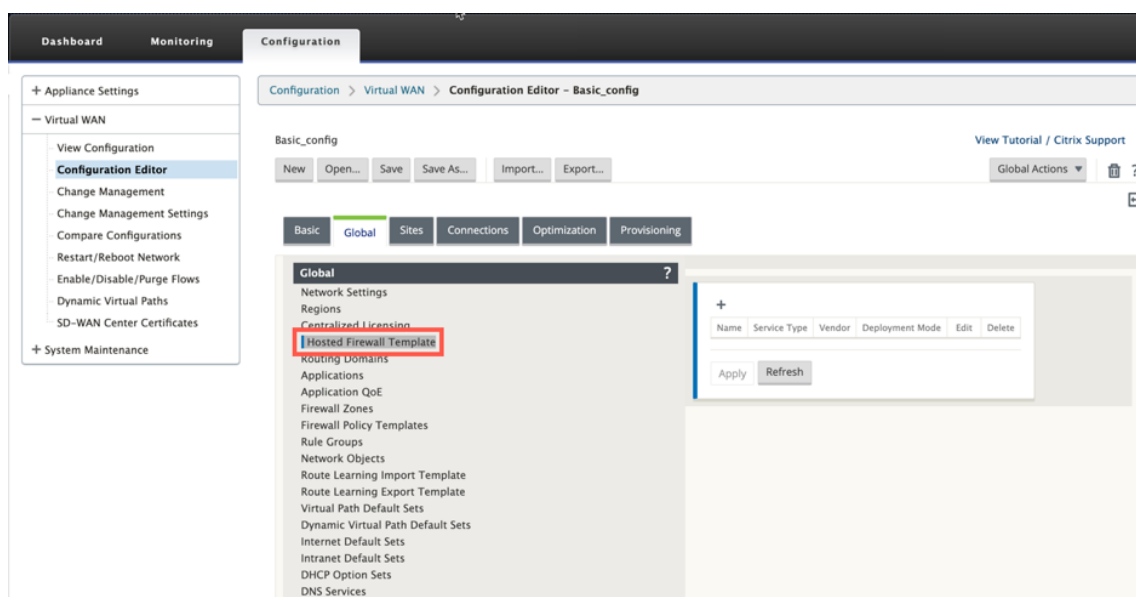 Dashboard Monitoring Configuration
+ Appliance Settings
− Virtual WAN
View Configuration
Configuration Editor
Change Management
Change Management Settings
Compare Configurations
Restart/Reboot Network
Enable/Disable/Purge Flows
Dynamic Virtual Paths
SD-WAN Center Certificates
+ System Maintenance
Configuration > Virtual WAN > Configuration Editor - Basic_config
Basic_config
View Tutorial / Citrix Support
New Open... Save Save As... Import... Export... Global Actions ?
Basic Global Sites Connections Optimization Provisioning
Global ?
Network Settings
Regions
Centralized Licensing
Hosted Firewall Template
Routing Domains
Applications
Application QoE
Firewall Zones
Firewall Policy Templates
Rule Groups
Network Objects
Route Learning Import Template
Route Learning Export Template
Virtual Path Default Sets
Dynamic Virtual Path Default Sets
Internet Default Sets
Intranet Default Sets
DHCP Option Sets
DNS Services
+
Name Service Type Vendor Deployment Mode Edit Delete
Apply Refresh